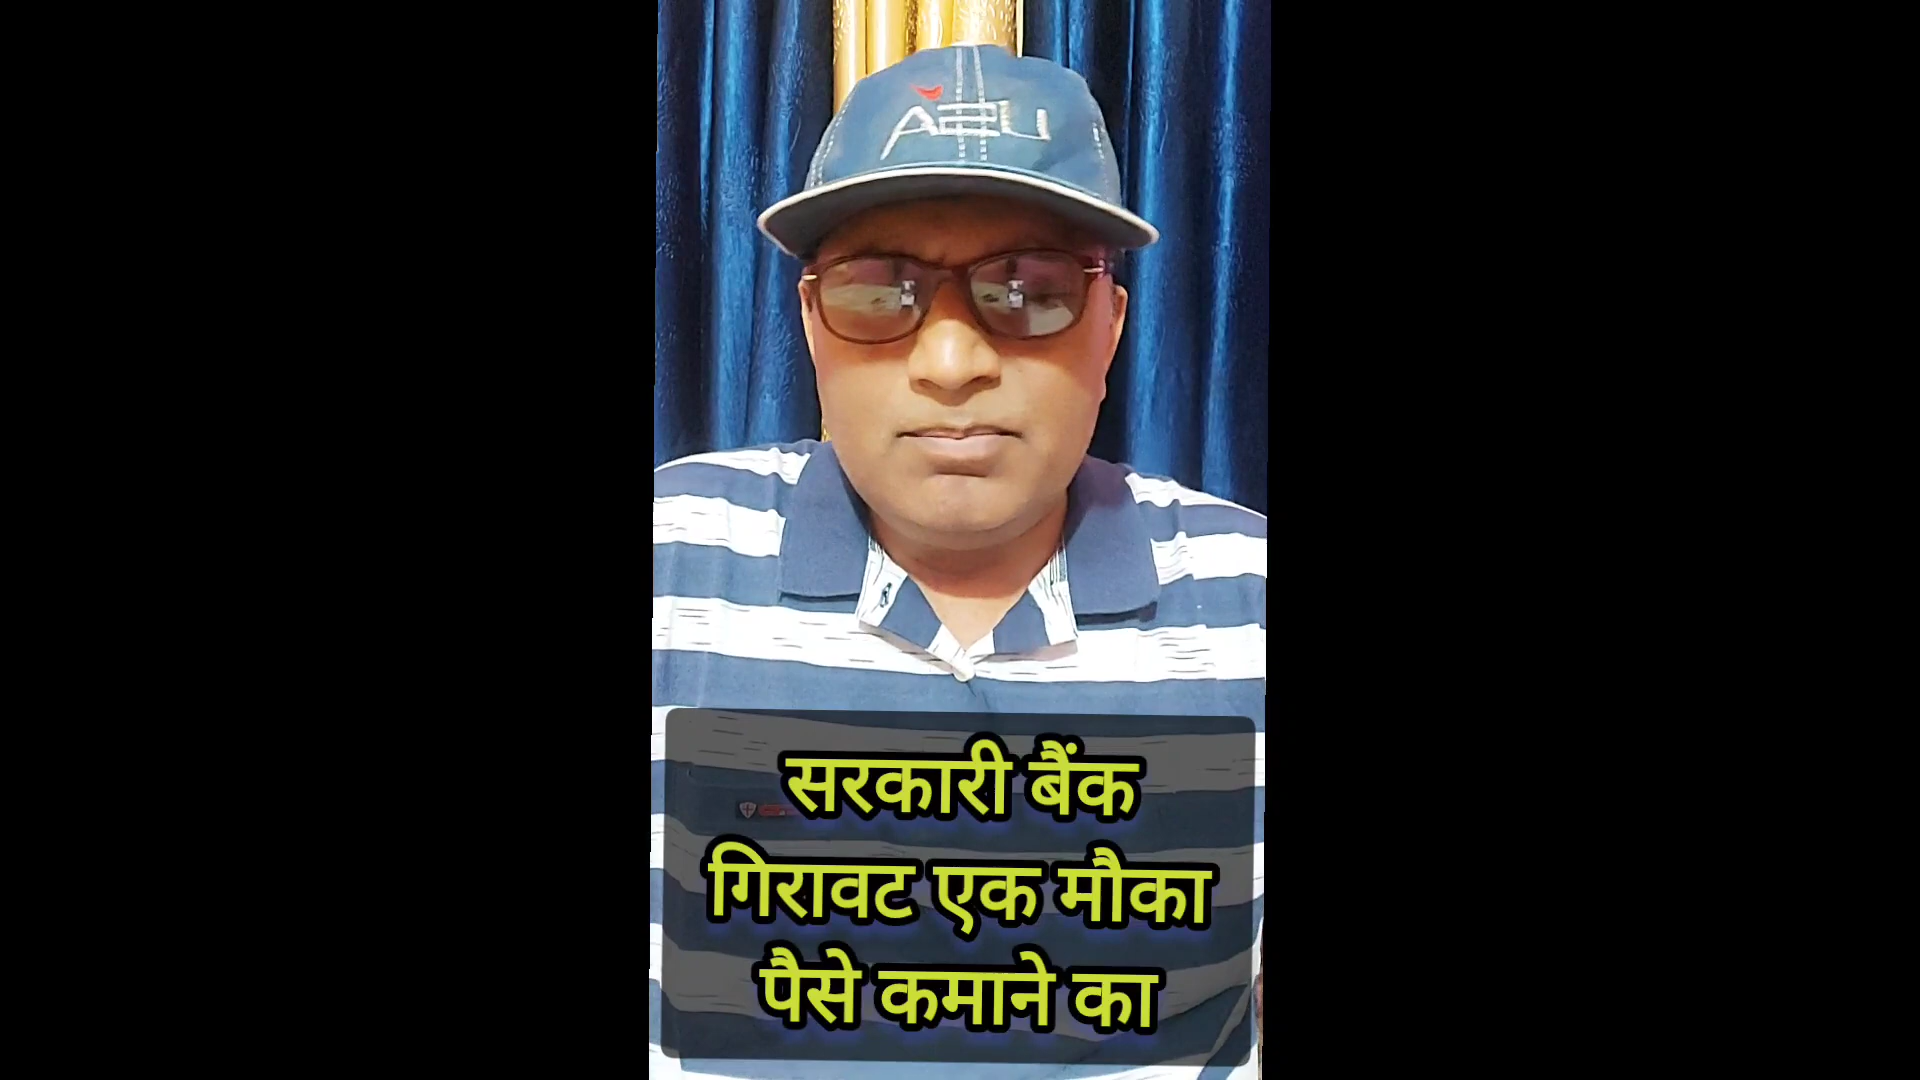 सरकारी बैंक
गिरावट एक मौका
पैसे कमाने का